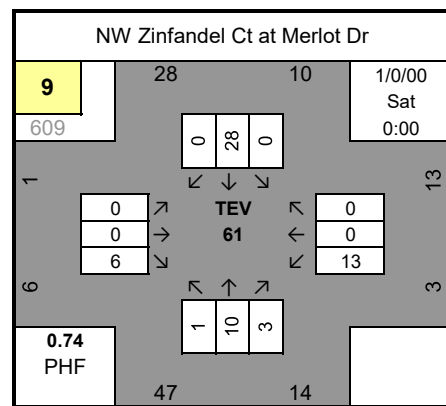 NW Zinfandel Ct at Merlot Dr
9
28
10
1/0/00
Sat
0:00
609
0
28
0
↙ ↓ ↘
1
13
0 ↗ TEV ↖ 0
0 → 61 ← 0
6 ↘ ↙ 13
6
3
↖ ↑ ↗
1
10
3
0.74
PHF
47
14